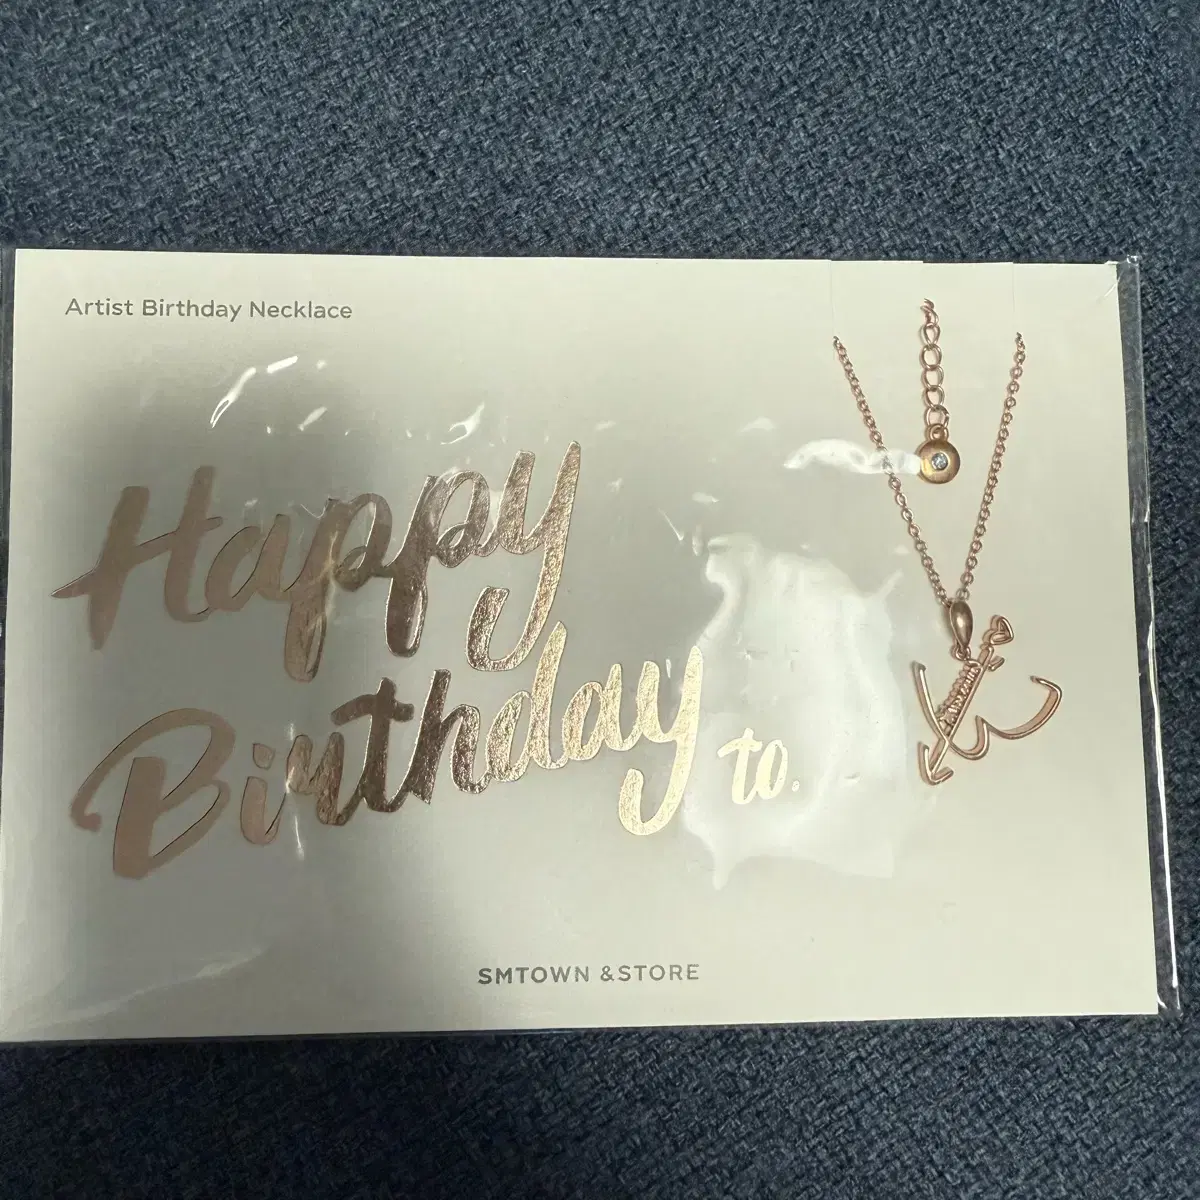 Artist Birthday Necklace
Happy
Birthday to.
SMTOWN &STORE